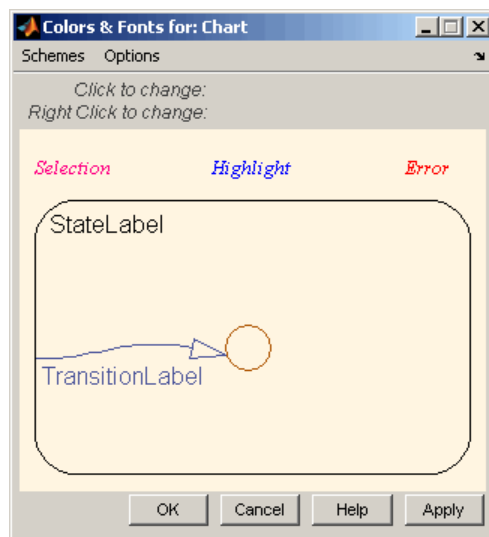 Colors & Fonts for: Chart
Schemes Options
Click to change:
Right Click to change:
Selection Highlight Error
StateLabel
TransitionLabel
OK Cancel Help Apply